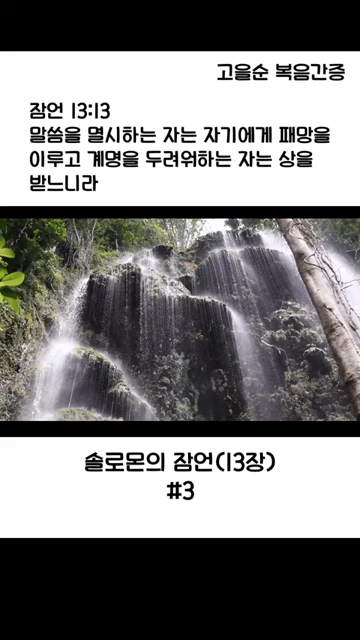 고을순 복음간증
잠언 13:13
말씀을 멸시하는 자는 자기에게 패망을
이루고 계명을 두려워하는 자는 상을
받느니라
솔로몬의 잠언(13장)
#3